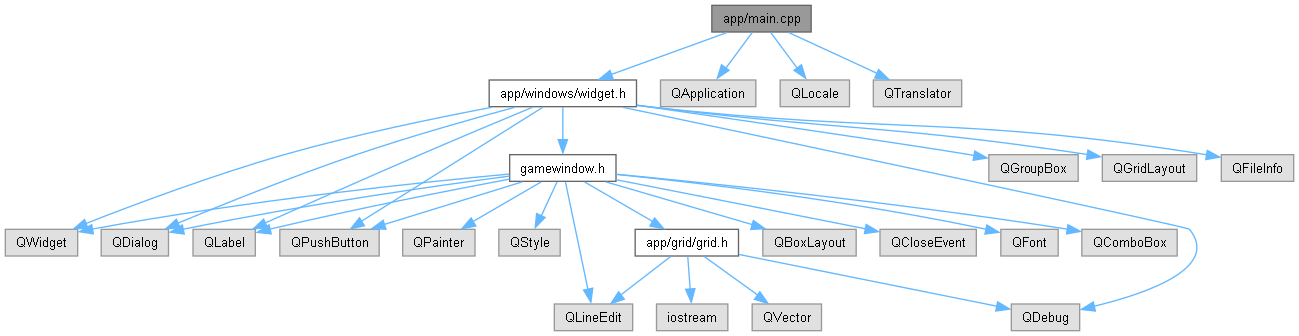 app/main.cpp
app/windows/widget.h
QApplication
QLocale
QTranslator
gamewindow.h
QGroupBox
QGridLayout
QFileInfo
QWidget
QDialog
QLabel
QPushButton
QPainter
QStyle
app/grid/grid.h
QBoxLayout
QCloseEvent
QFont
QComboBox
QLineEdit
iostream
QVector
QDebug